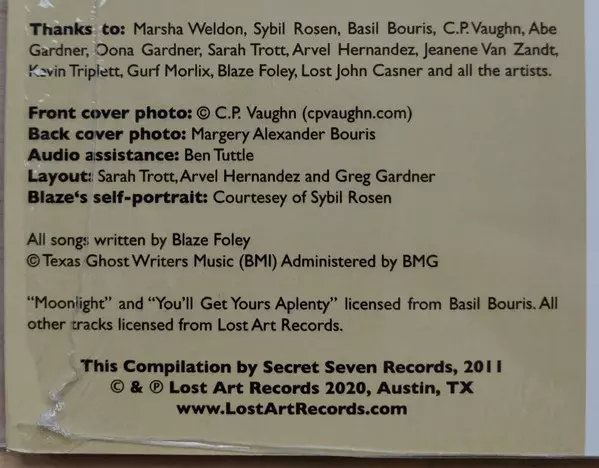 Thanks to: Marsha Weldon, Sybil Rosen, Basil Bouris, C.P. Vaughn, Abe
Gardner, Oona Gardner, Sarah Trott, Arvel Hernandez, Jeanene Van Zandt,
Kevin Triplett, Gurf Morlix, Blaze Foley, Lost John Casner and all the artists.
Front cover photo: © C.P. Vaughn (cpvaughn.com)
Back cover photo: Margery Alexander Bouris
Audio assistance: Ben Tuttle
Layout: Sarah Trott, Arvel Hernandez and Greg Gardner
Blaze's self-portrait: Courtesey of Sybil Rosen
All songs written by Blaze Foley
© Texas Ghost Writers Music (BMI) Administered by BMG
“Moonlight” and “You'll Get Yours Aplenty” licensed from Basil Bouris. All
other tracks licensed from Lost Art Records.
This Compilation by Secret Seven Records, 2011
© & ℗ Lost Art Records 2020, Austin, TX
www.LostArtRecords.com